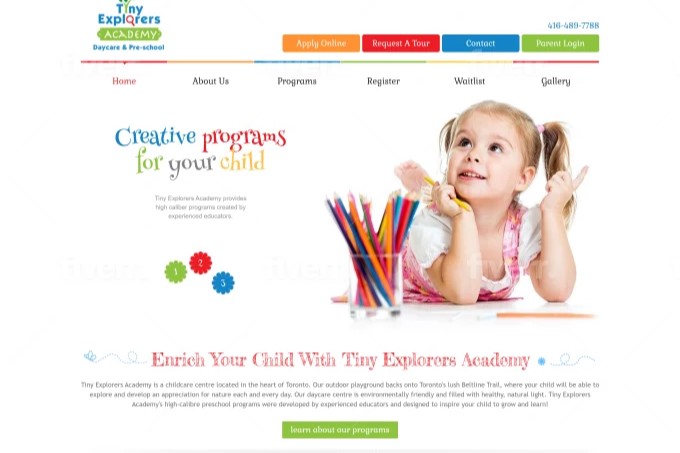 Tiny
Explorers
ACADEMY
Daycare & Pre-school
416-489-7788
Apply Online
Request A Tour
Contact
Parent Login
Home
About Us
Programs
Register
Waitlist
Gallery
Creative programs
for your child
Tiny Explorers Academy provides
high caliber programs created by
experienced educators.
1
2
3
Enrich Your Child With Tiny Explorers Academy
Tiny Explorers Academy is a childcare centre located in the heart of Toronto. Our outdoor playground backs onto Toronto's lush Beltline Trail, where your child will be able to
explore and develop an appreciation for nature each and every day. Our daycare centre is environmentally friendly and filled with healthy, natural light. Tiny Explorers
Academy's high-calibre preschool programs were developed by experienced educators and designed to inspire your child to grow and learn!
learn about our programs